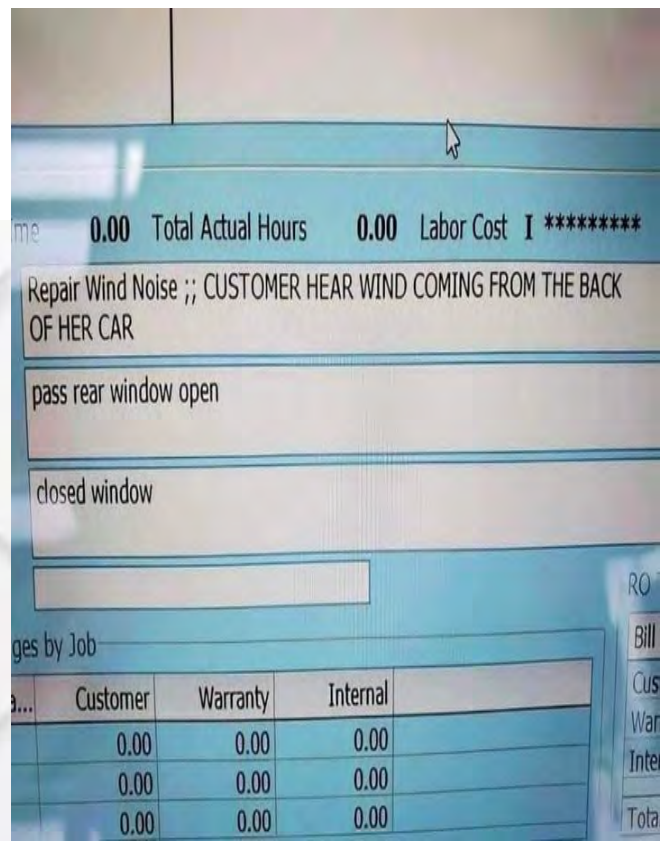 me 0.00 Total Actual Hours 0.00 Labor Cost I *********
Repair Wind Noise ;; CUSTOMER HEAR WIND COMING FROM THE BACK
OF HER CAR
pass rear window open
closed window
RO
ges by Job
Bill
a... Customer Warranty Internal
Cus
0.00 0.00 0.00
War
0.00 0.00 0.00
Inte
0.00 0.00 0.00
Tota